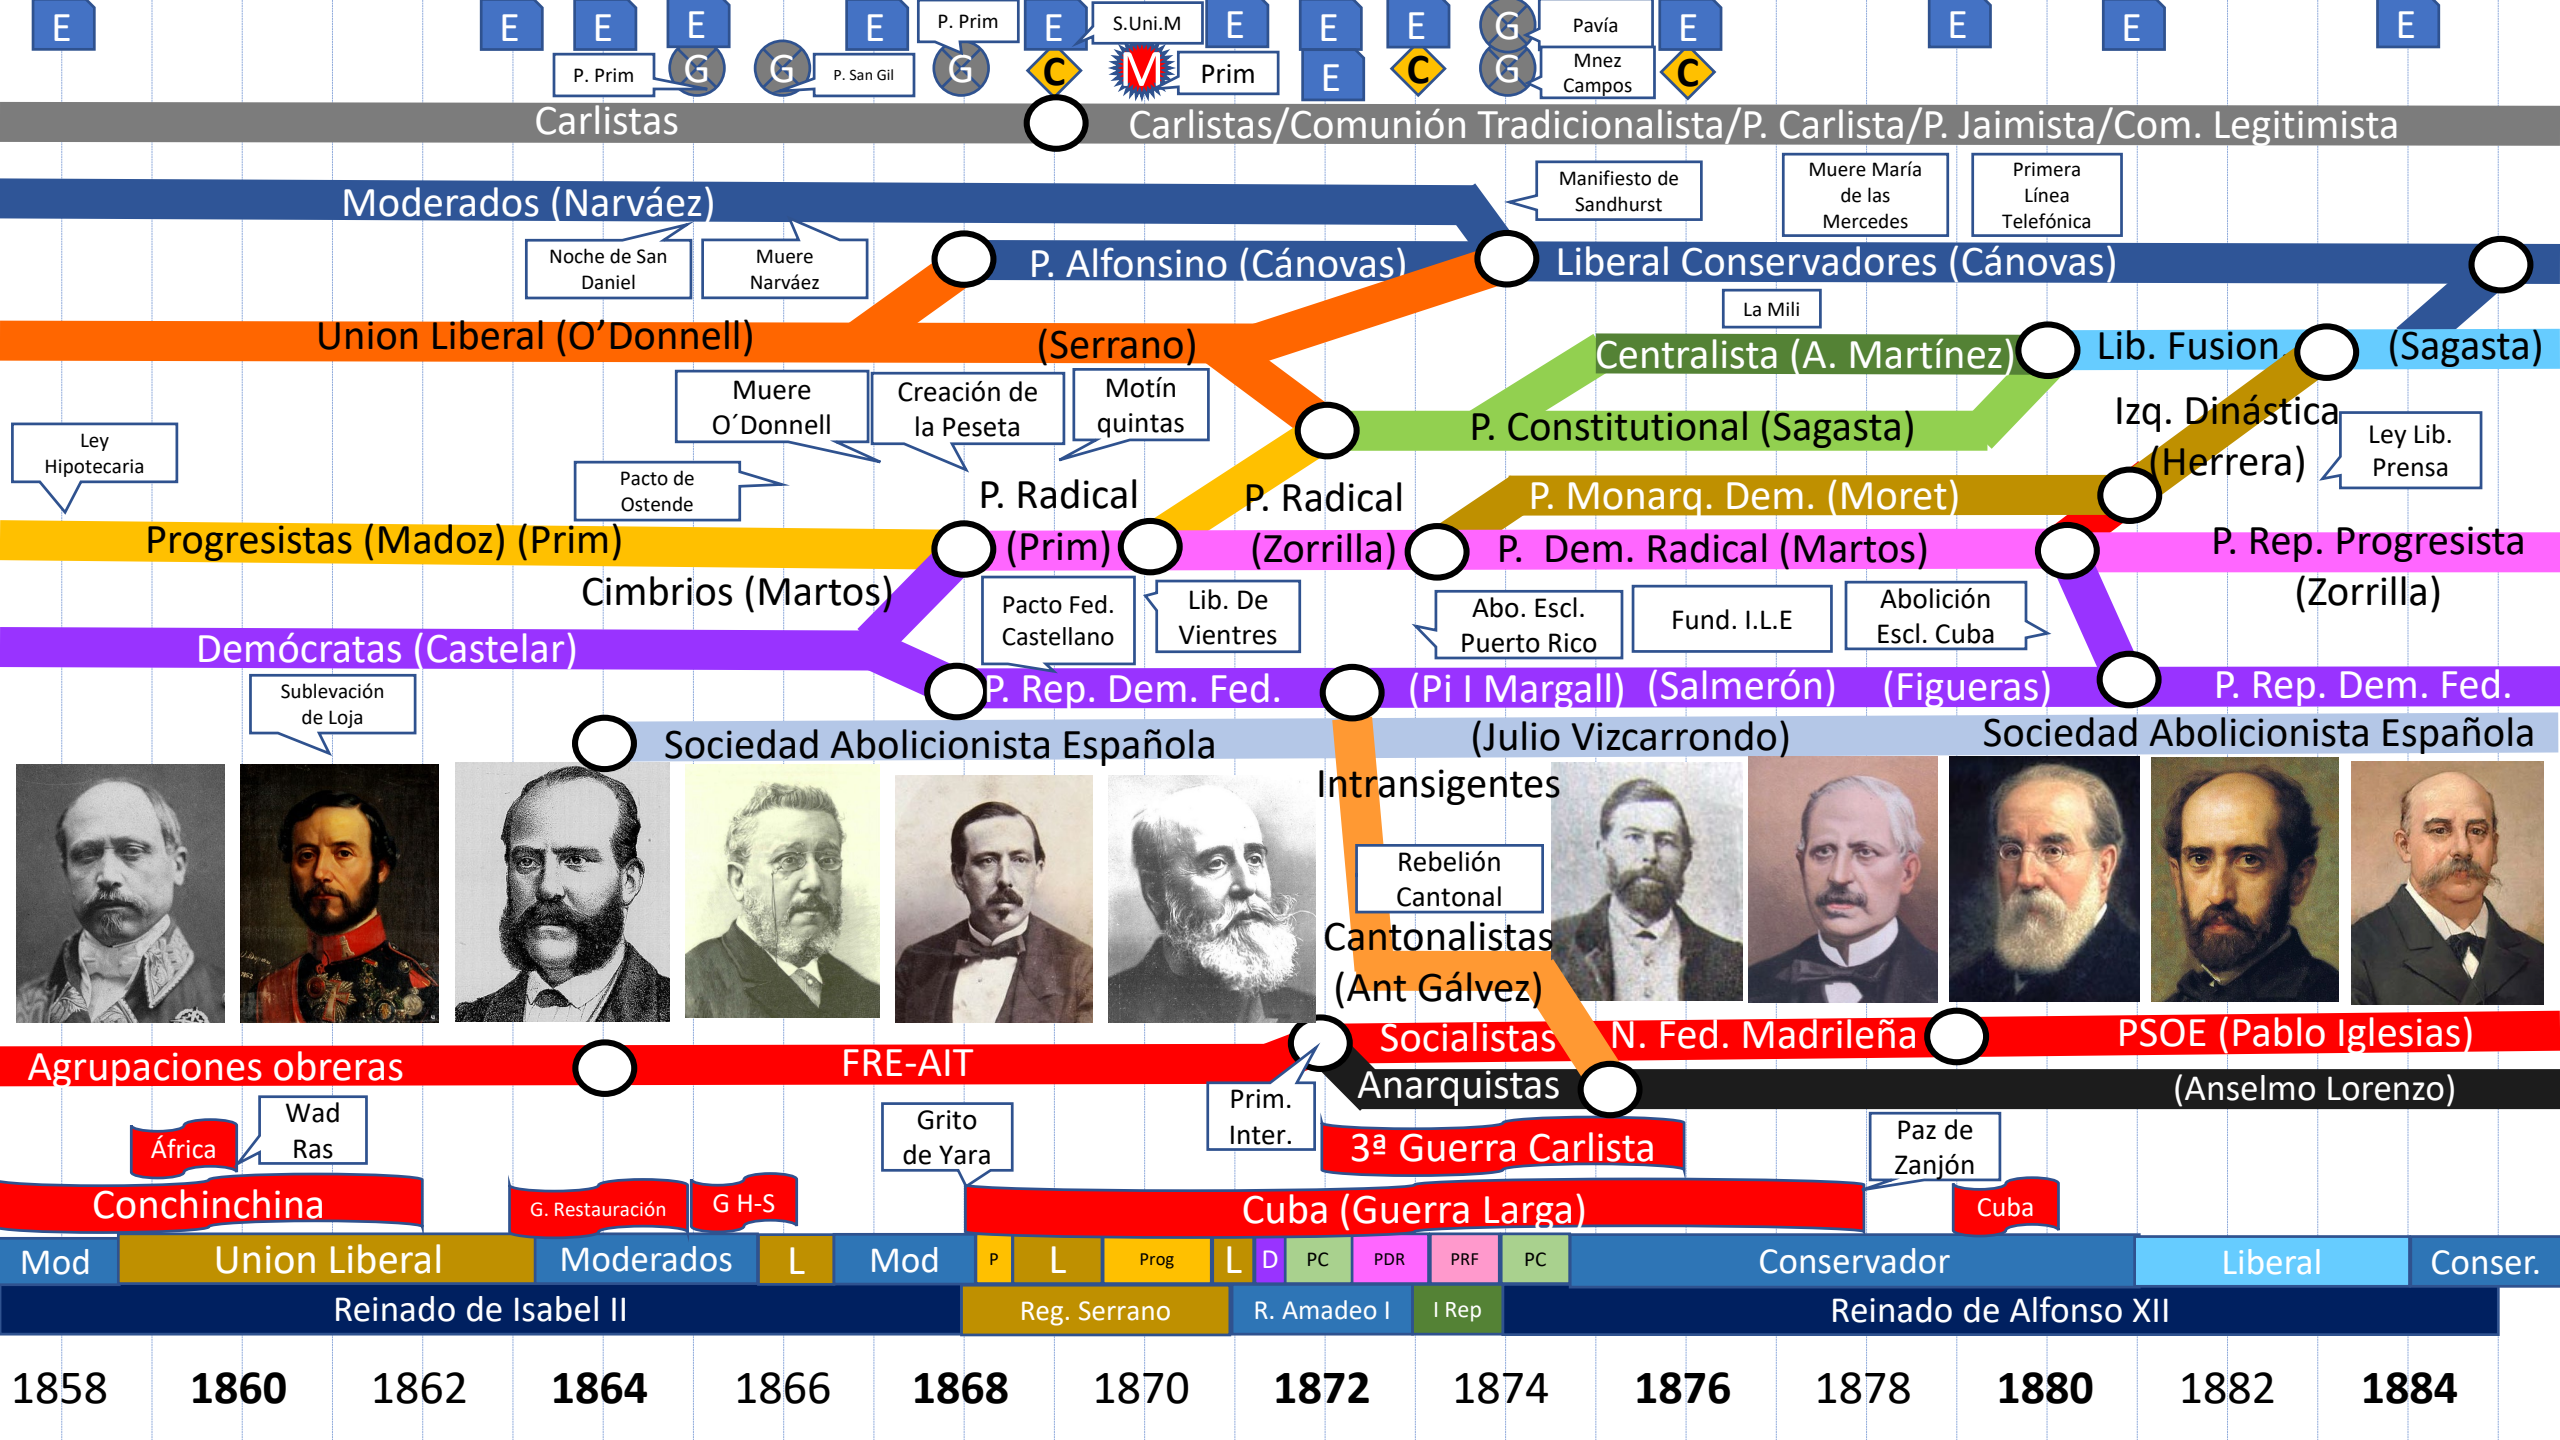 E
E
E
E
E
P. Prim
E
S.Uni.M
E
E
E
G
Pavía
E
E
E
E
P. Prim
G
G
P. San Gil
G
C
M
Prim
E
C
G
Mnez
Campos
C
Carlistas
Carlistas/Comunión Tradicionalista/P. Carlista/P. Jaimista/Com. Legitimista
Moderados (Narváez)
Manifiesto de
Sandhurst
Muere María
de las
Mercedes
Primera
Línea
Telefónica
Noche de San
Daniel
Muere
Narváez
P. Alfonsino (Cánovas)
Liberal Conservadores (Cánovas)
La Mili
Union Liberal (O’Donnell)
(Serrano)
Centralista (A. Martínez)
Lib. Fusion.
(Sagasta)
Muere
O´Donnell
Creación de
la Peseta
Motín
quintas
P. Constitutional (Sagasta)
Izq. Dinástica
(Herrera)
Ley Lib.
Prensa
Ley
Hipotecaria
Pacto de
Ostende
P. Radical
(Prim)
P. Radical
(Zorrilla)
P. Monarq. Dem. (Moret)
Progresistas (Madoz) (Prim)
P. Dem. Radical (Martos)
P. Rep. Progresista
(Zorrilla)
Cimbrios (Martos)
Pacto Fed.
Castellano
Lib. De
Vientres
Abo. Escl.
Puerto Rico
Fund. I.L.E
Abolición
Escl. Cuba
Demócratas (Castelar)
P. Rep. Dem. Fed.
(Pi I Margall)
(Salmerón)
(Figueras)
P. Rep. Dem. Fed.
Sublevación
de Loja
Sociedad Abolicionista Española
(Julio Vizcarrondo)
Sociedad Abolicionista Española
Intransigentes
Rebelión
Cantonal
Cantonalistas
(Ant Gálvez)
Agrupaciones obreras
FRE-AIT
Socialistas
N. Fed. Madrileña
PSOE (Pablo Iglesias)
Anarquistas
(Anselmo Lorenzo)
Prim.
Inter.
África
Wad
Ras
Grito
de Yara
3ª Guerra Carlista
Paz de
Zanjón
Conchinchina
G. Restauración
G H-S
Cuba (Guerra Larga)
Cuba
Mod
Union Liberal
Moderados
L
Mod
P
L
Prog
L
D
PC
PDR
PRF
PC
Conservador
Liberal
Conser.
Reinado de Isabel II
Reg. Serrano
R. Amadeo I
I Rep
Reinado de Alfonso XII
1858
1860
1862
1864
1866
1868
1870
1872
1874
1876
1878
1880
1882
1884